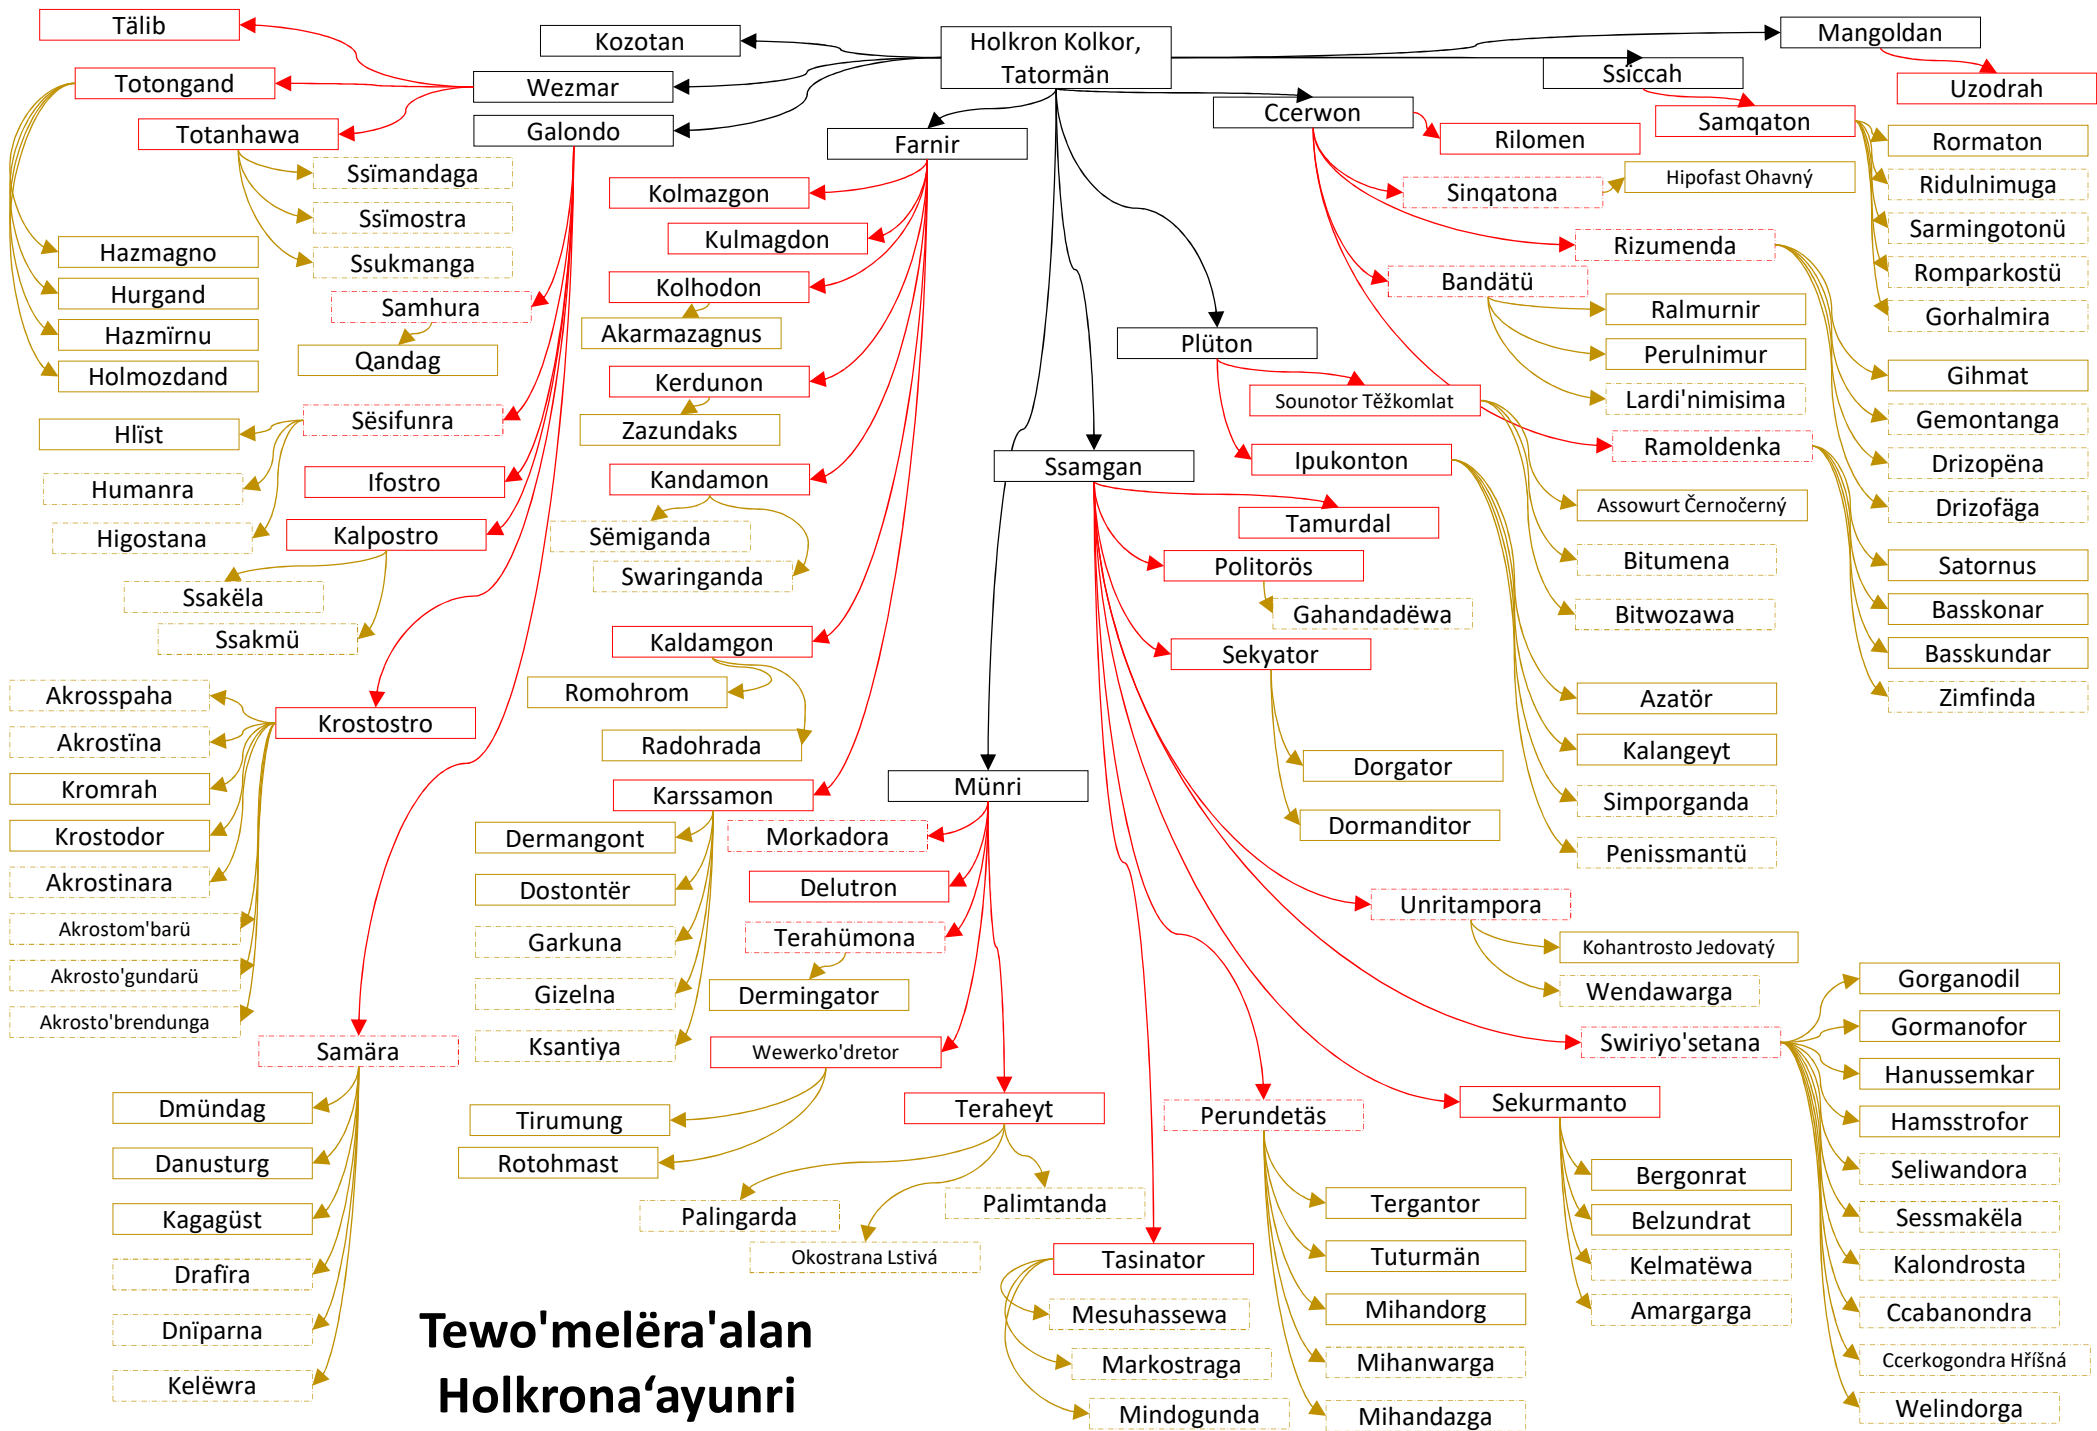 Tälib
Kozotan
Holkron Kolkor,
Tatormän
Mangoldan
Totongand
Wezmar
Ssiccah
Uzodrah
Totanhawa
Galondo
Farnir
Ccerwon
Rilomen
Samqaton
Rormaton
Ssïmandaga
Kolmazgon
Sinqatona
Hipofast Ohavný
Ridulnimuga
Ssïmostra
Kulmagdon
Rizumenda
Sarmingotonü
Hazmagno
Ssukmanga
Kolhodon
Bandätü
Romparkostü
Hurgand
Samhura
Akarmazagnus
Ralmurnir
Gorhalmira
Hazmïrnu
Qandag
Plüton
Perulnimur
Holmozdand
Kerdunon
Sounotor Těžkomlat
Lardi'nimisima
Gihmat
Hlïst
Sësifunra
Zazundaks
Ramoldenka
Gemontanga
Humanra
Ifostro
Kandamon
Ssamgan
Ipukonton
Drizopëna
Higostana
Kalpostro
Sëmiganda
Tamurdal
Assowurt Černočerný
Drizofäga
Ssakëla
Swaringanda
Politorös
Bitumena
Satornus
Ssakmü
Kaldamgon
Gahandadëwa
Bitwozawa
Basskonar
Sekyator
Basskundar
Akrosspaha
Romohrom
Azatör
Zimfinda
Akrostïna
Krostostro
Radohrada
Kalangeyt
Kromrah
Karssamon
Münri
Dorgator
Simporganda
Krostodor
Dermangont
Morkadora
Dormanditor
Penissmantü
Akrostinara
Dostontër
Delutron
Unritampora
Akrostom'barü
Garkuna
Terahümona
Kohantrosto Jedovatý
Akrosto'gundarü
Gizelna
Dermingator
Wendawarga
Gorganodil
Akrosto'brendunga
Ksantiya
Wewerko'dretor
Swiriyo'setana
Gormanofor
Samära
Hanussemkar
Dmündag
Tirumung
Teraheyt
Perundetäs
Sekurmanto
Hamsstrofor
Danusturg
Rotohmast
Bergonrat
Seliwandora
Kagagüst
Palingarda
Palimtanda
Tergantor
Belzundrat
Sessmakëla
Drafïra
Okostrana Lstivá
Tasinator
Tuturmän
Kelmatëwa
Kalondrosta
Dnïparna
Mesuhassewa
Mihandorg
Amargarga
Ccabanondra
Kelëwra
Markostraga
Mihanwarga
Ccerkogondra Hříšná
Mindogunda
Mihandazga
Welindorga
Tewo'melëra'alan
Holkrona‘ayunri